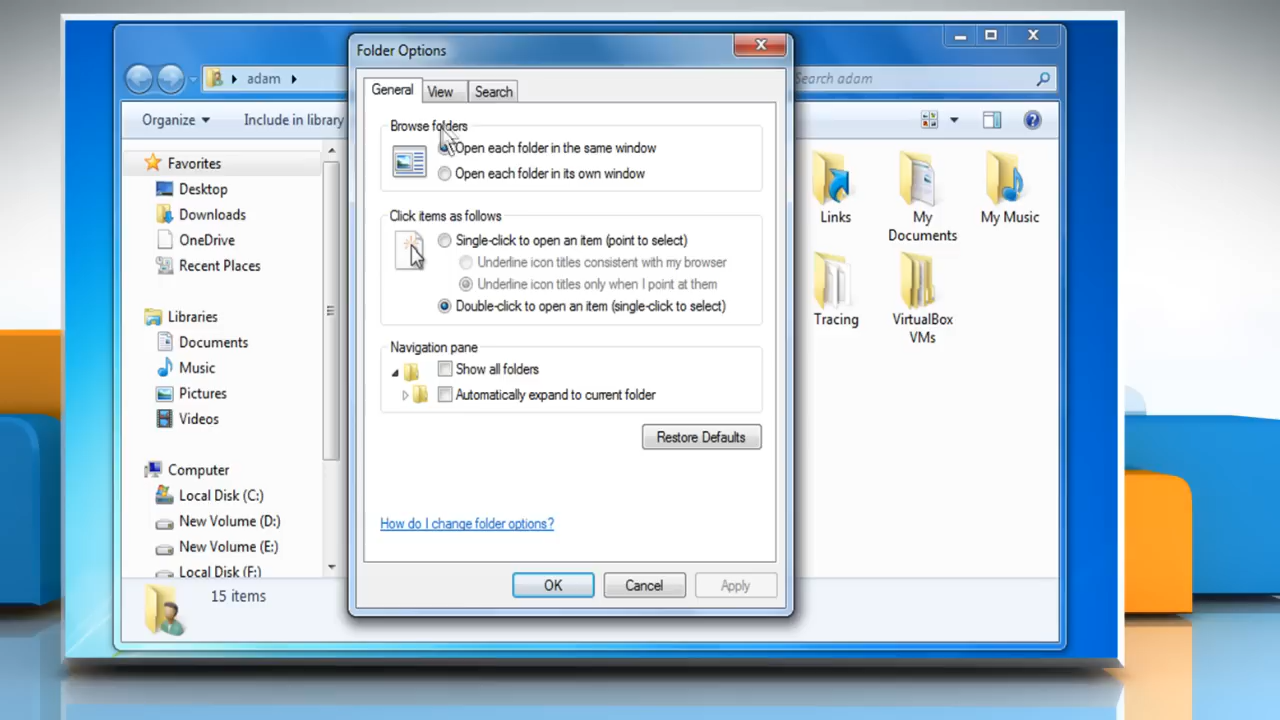 Folder Options
adam
Search adam
General
View
Search
Organize
Include in library
Browse folders
Open each folder in the same window
Open each folder in its own window
Click items as follows
Single-click to open an item (point to select)
Underline icon titles consistent with my browser
Underline icon titles only when I point at them
Double-click to open an item (single-click to select)
Navigation pane
Show all folders
Automatically expand to current folder
Restore Defaults
How do I change folder options?
OK
Cancel
Apply
Favorites
Desktop
Downloads
OneDrive
Recent Places
Libraries
Documents
Music
Pictures
Videos
Computer
Local Disk (C:)
New Volume (D:)
New Volume (E:)
Local Disk (F:)
15 items
Links
My
Documents
My Music
Tracing
VirtualBox
VMs